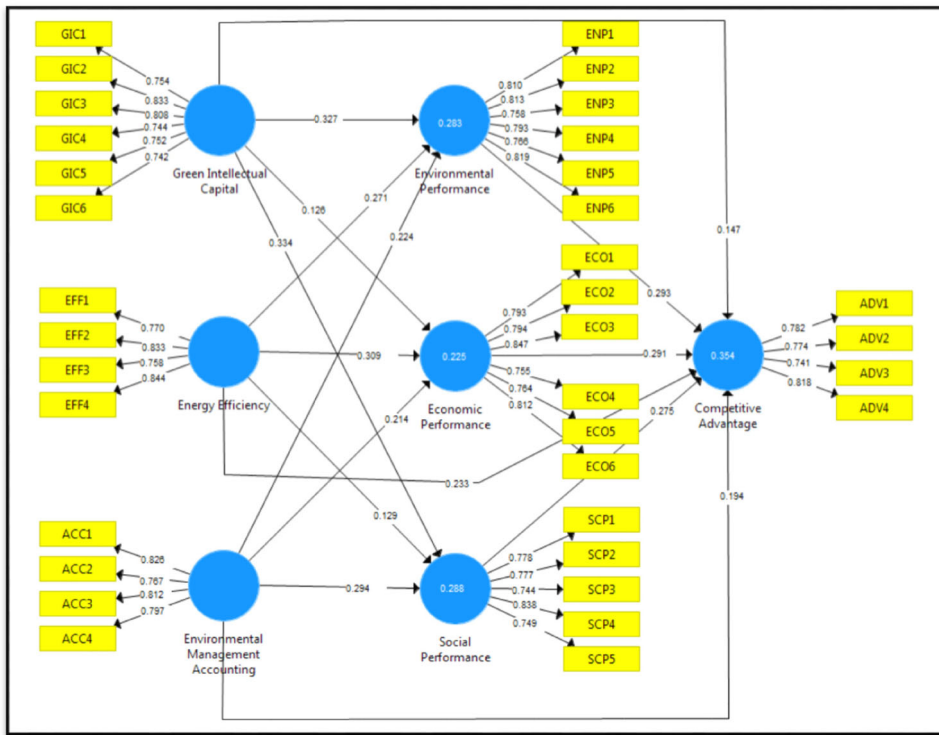 GIC1
GIC2
GIC3
GIC4
GIC5
GIC6
0.754
0.833
0.808
0.744
0.752
0.742
Green Intellectual
Capital
0.327
0.126
0.334
0.147
ENP1
ENP2
ENP3
ENP4
ENP5
ENP6
0.810
0.813
0.758
0.793
0.766
0.819
0.283
Environmental
Performance
0.271
0.224
0.293
EFF1
EFF2
EFF3
EFF4
0.770
0.833
0.758
0.844
Energy Efficiency
0.309
0.214
0.129
0.233
ECO1
ECO2
ECO3
ECO4
ECO5
ECO6
0.793
0.794
0.847
0.755
0.764
0.812
0.225
Economic
Performance
0.291
0.275
0.354
Competitive
Advantage
ADV1
ADV2
ADV3
ADV4
0.782
0.774
0.741
0.818
0.194
ACC1
ACC2
ACC3
ACC4
0.826
0.767
0.812
0.797
Environmental
Management
Accounting
0.294
0.288
Social
Performance
SCP1
SCP2
SCP3
SCP4
SCP5
0.778
0.777
0.744
0.838
0.749